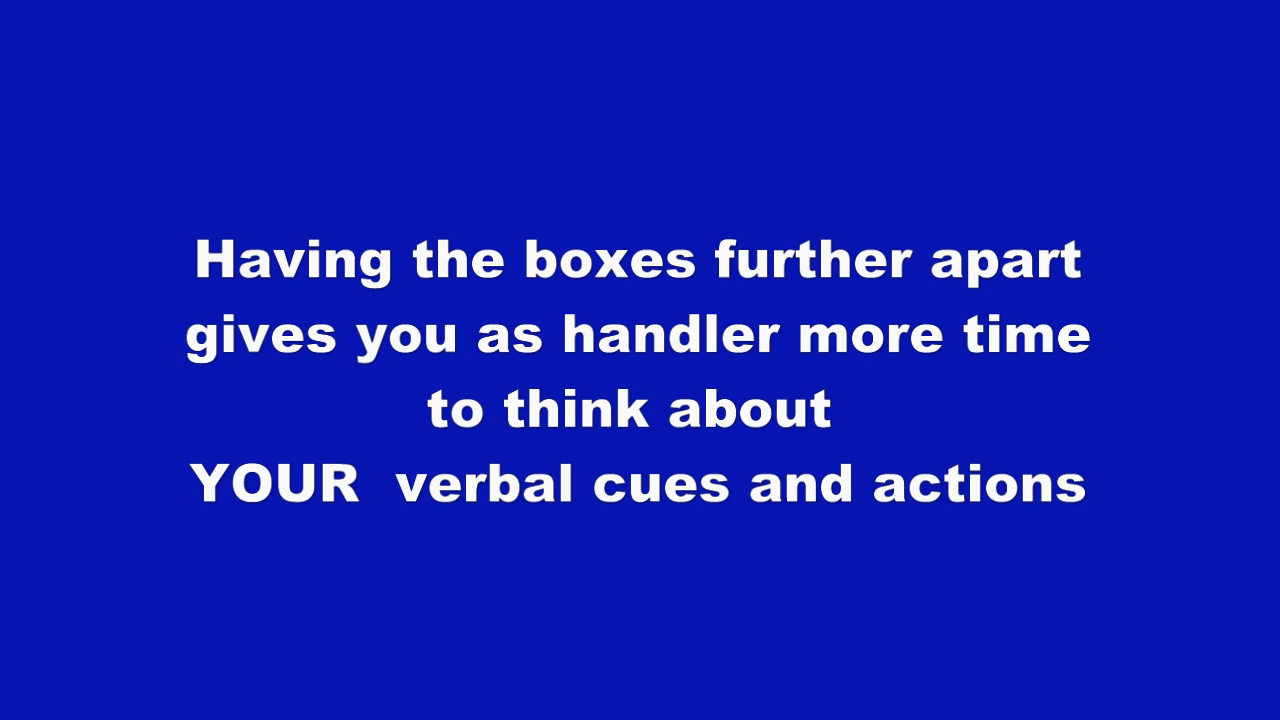 Having the boxes further apart
gives you as handler more time
to think about
YOUR  verbal cues and actions